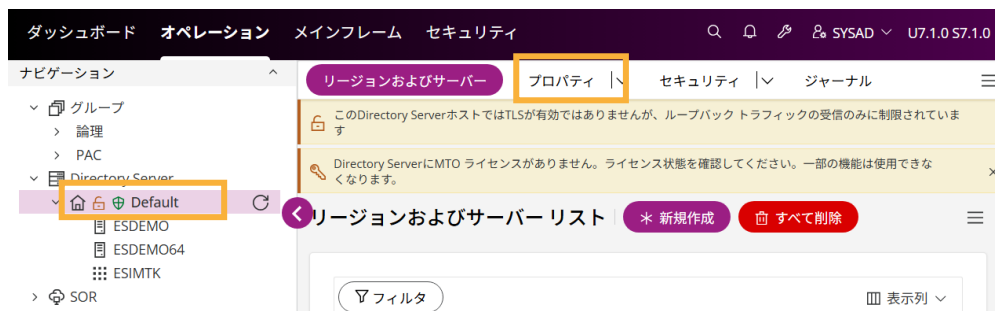 ダッシュボード オペレーション メインフレーム セキュリティ SYSAD U7.1.0 S7.1.0
ナビゲーション
リージョンおよびサーバー プロパティ セキュリティ ジャーナル
グループ
論理
PAC
Directory Server
Default
ESDEMO
ESDEMO64
ESIMTK
SOR
このDirectory ServerホストではTLSが有効ではありませんが、ループバック トラフィックの受信のみに制限されていま
す
Directory ServerにMTO ライセンスがありません。ライセンス状態を確認してください。一部の機能は使用できな
くなります。
リージョンおよびサーバー リスト 新規作成 すべて削除
フィルタ 表示列